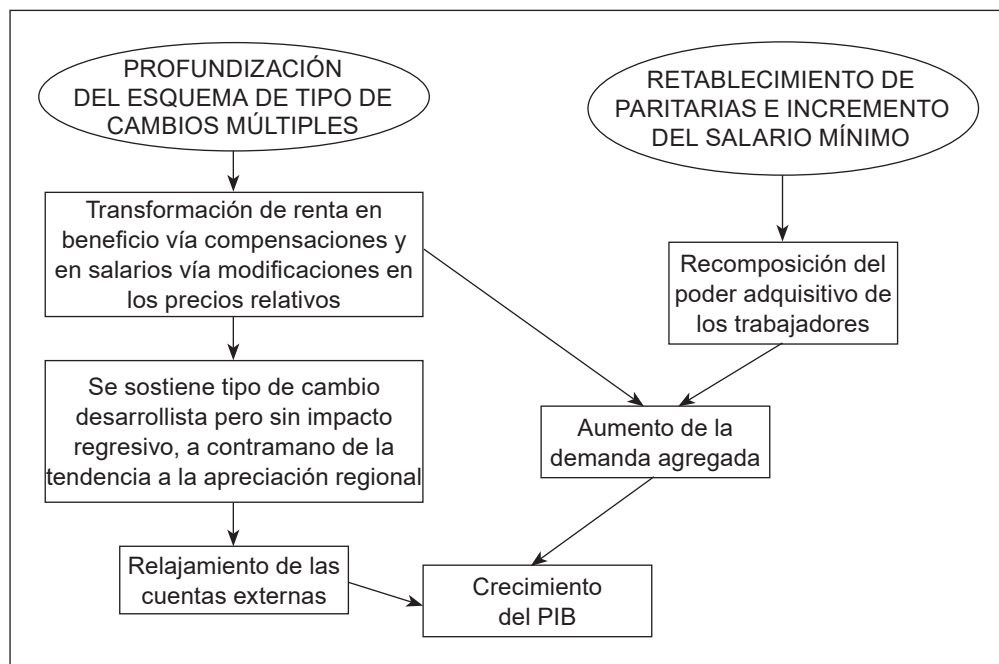 PROFUNDIZACIÓN
DEL ESQUEMA DE TIPO DE
CAMBIOS MÚLTIPLES
RETABLECIMIENTO DE
PARITARIAS E INCREMENTO
DEL SALARIO MÍNIMO
Transformación de renta en
beneficio vía compensaciones y
en salarios vía modificaciones en
los precios relativos
Recomposición del
poder adquisitivo de
los trabajadores
Se sostiene tipo de cambio
desarrollista pero sin impacto
regresivo, a contramano de la
tendencia a la apreciación regional
Aumento de la
demanda agregada
Relajamiento de las
cuentas externas
Crecimiento
del PIB